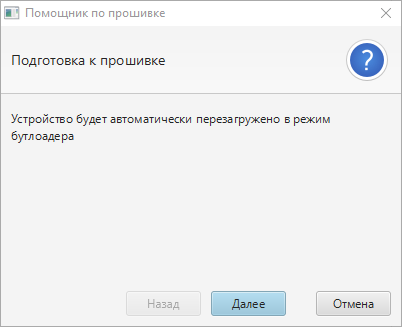 Помощник по прошивке
Подготовка к прошивке
?
Устройство будет автоматически перезагружено в режим
бутлоадера
Назад
Далее
Отмена